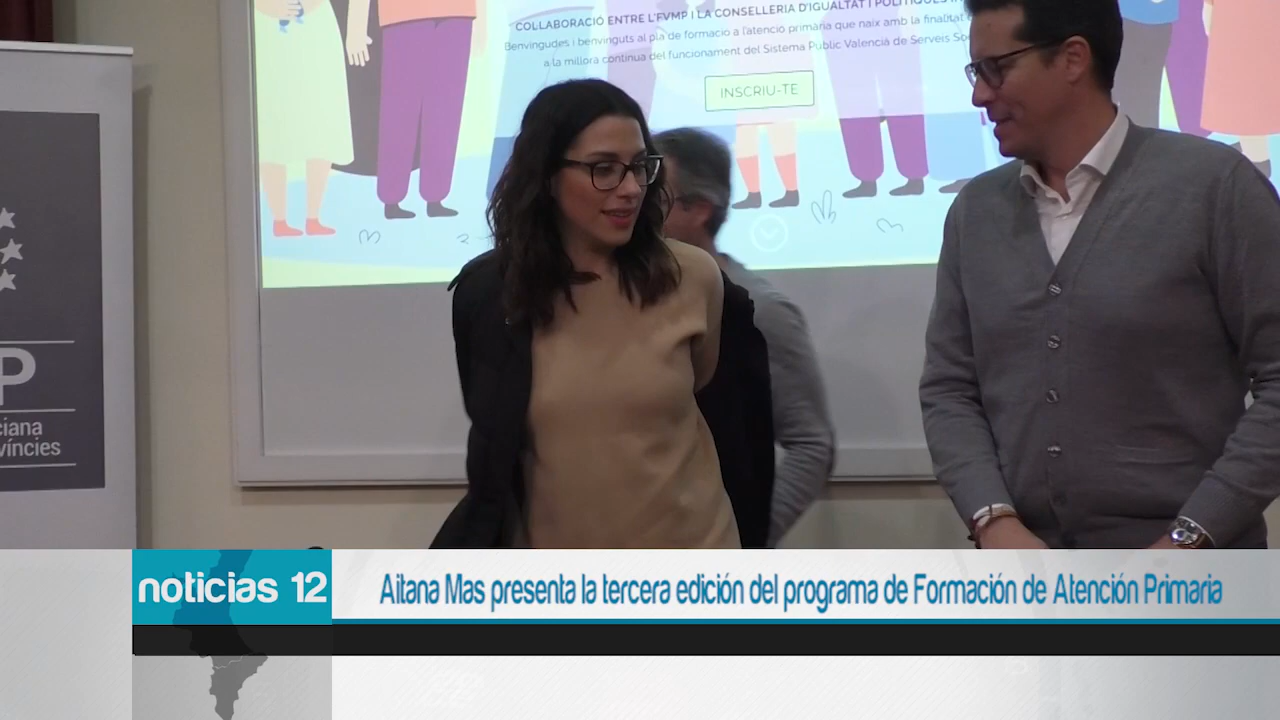 COL·LABORACIÓ ENTRE L'FVMP I LA CONSELLERIA D'IGUALTAT I POLÍTIQUES
Benvingudes i benvinguts al pla de formació a l'atenció primària que naix amb la finalitat
a la millora contínua del funcionament del Sistema Públic Valencià de Serveis
INSCRIU-TE
P
ciana
víncies
noticias 12
Aitana Mas presenta la tercera edición del programa de Formación de Atención Primaria